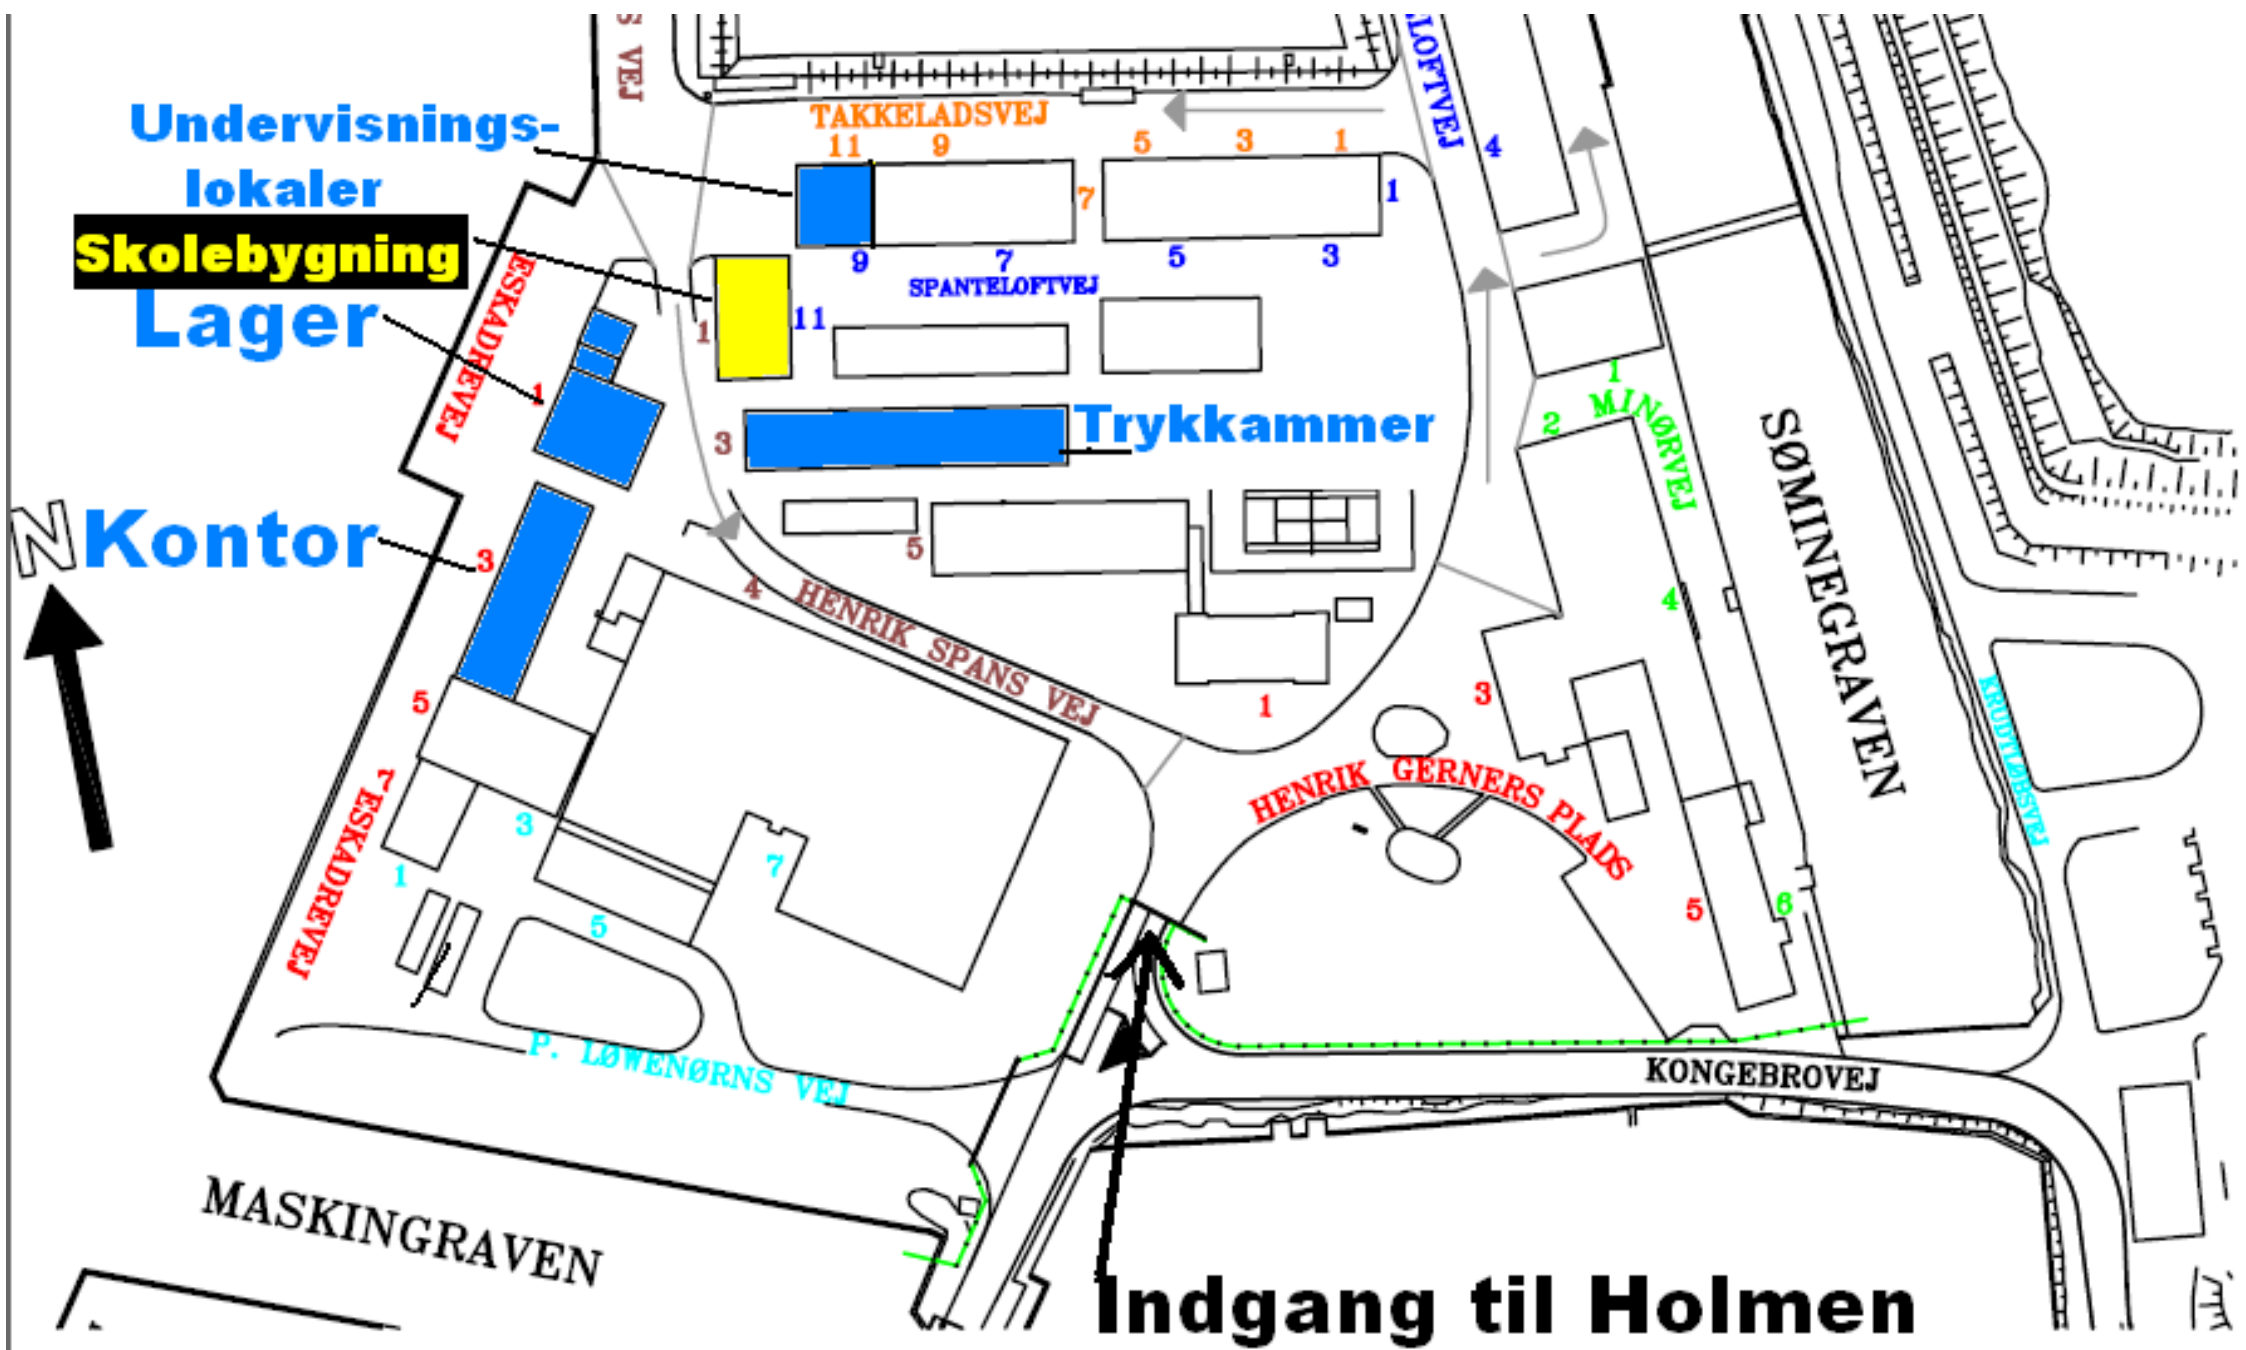 S VEJ
LOFTVEJ
Undervisnings-
lokaler
Skolebygning
Lager
N Kontor
TAKKELADSVEJ
11 9 5 3 1
7
1
4
9 7 5 3
SPANTELOFTVEJ
1
11
3
Trykkammer
5
4
HENRIK SPANS VEJ
1
ESKADREVEJ
1
3
5
7 ESKADREVEJ
1
3
5
7
P. LØWENØRNS VEJ
1
MINØRVEJ
2
4
6
3
5
HENRIK GERNERS PLADS
SØMINEGRAVEN
KRUDTLØBSVEJ
KONGEBROVEJ
MASKINGRAVEN
Indgang til Holmen